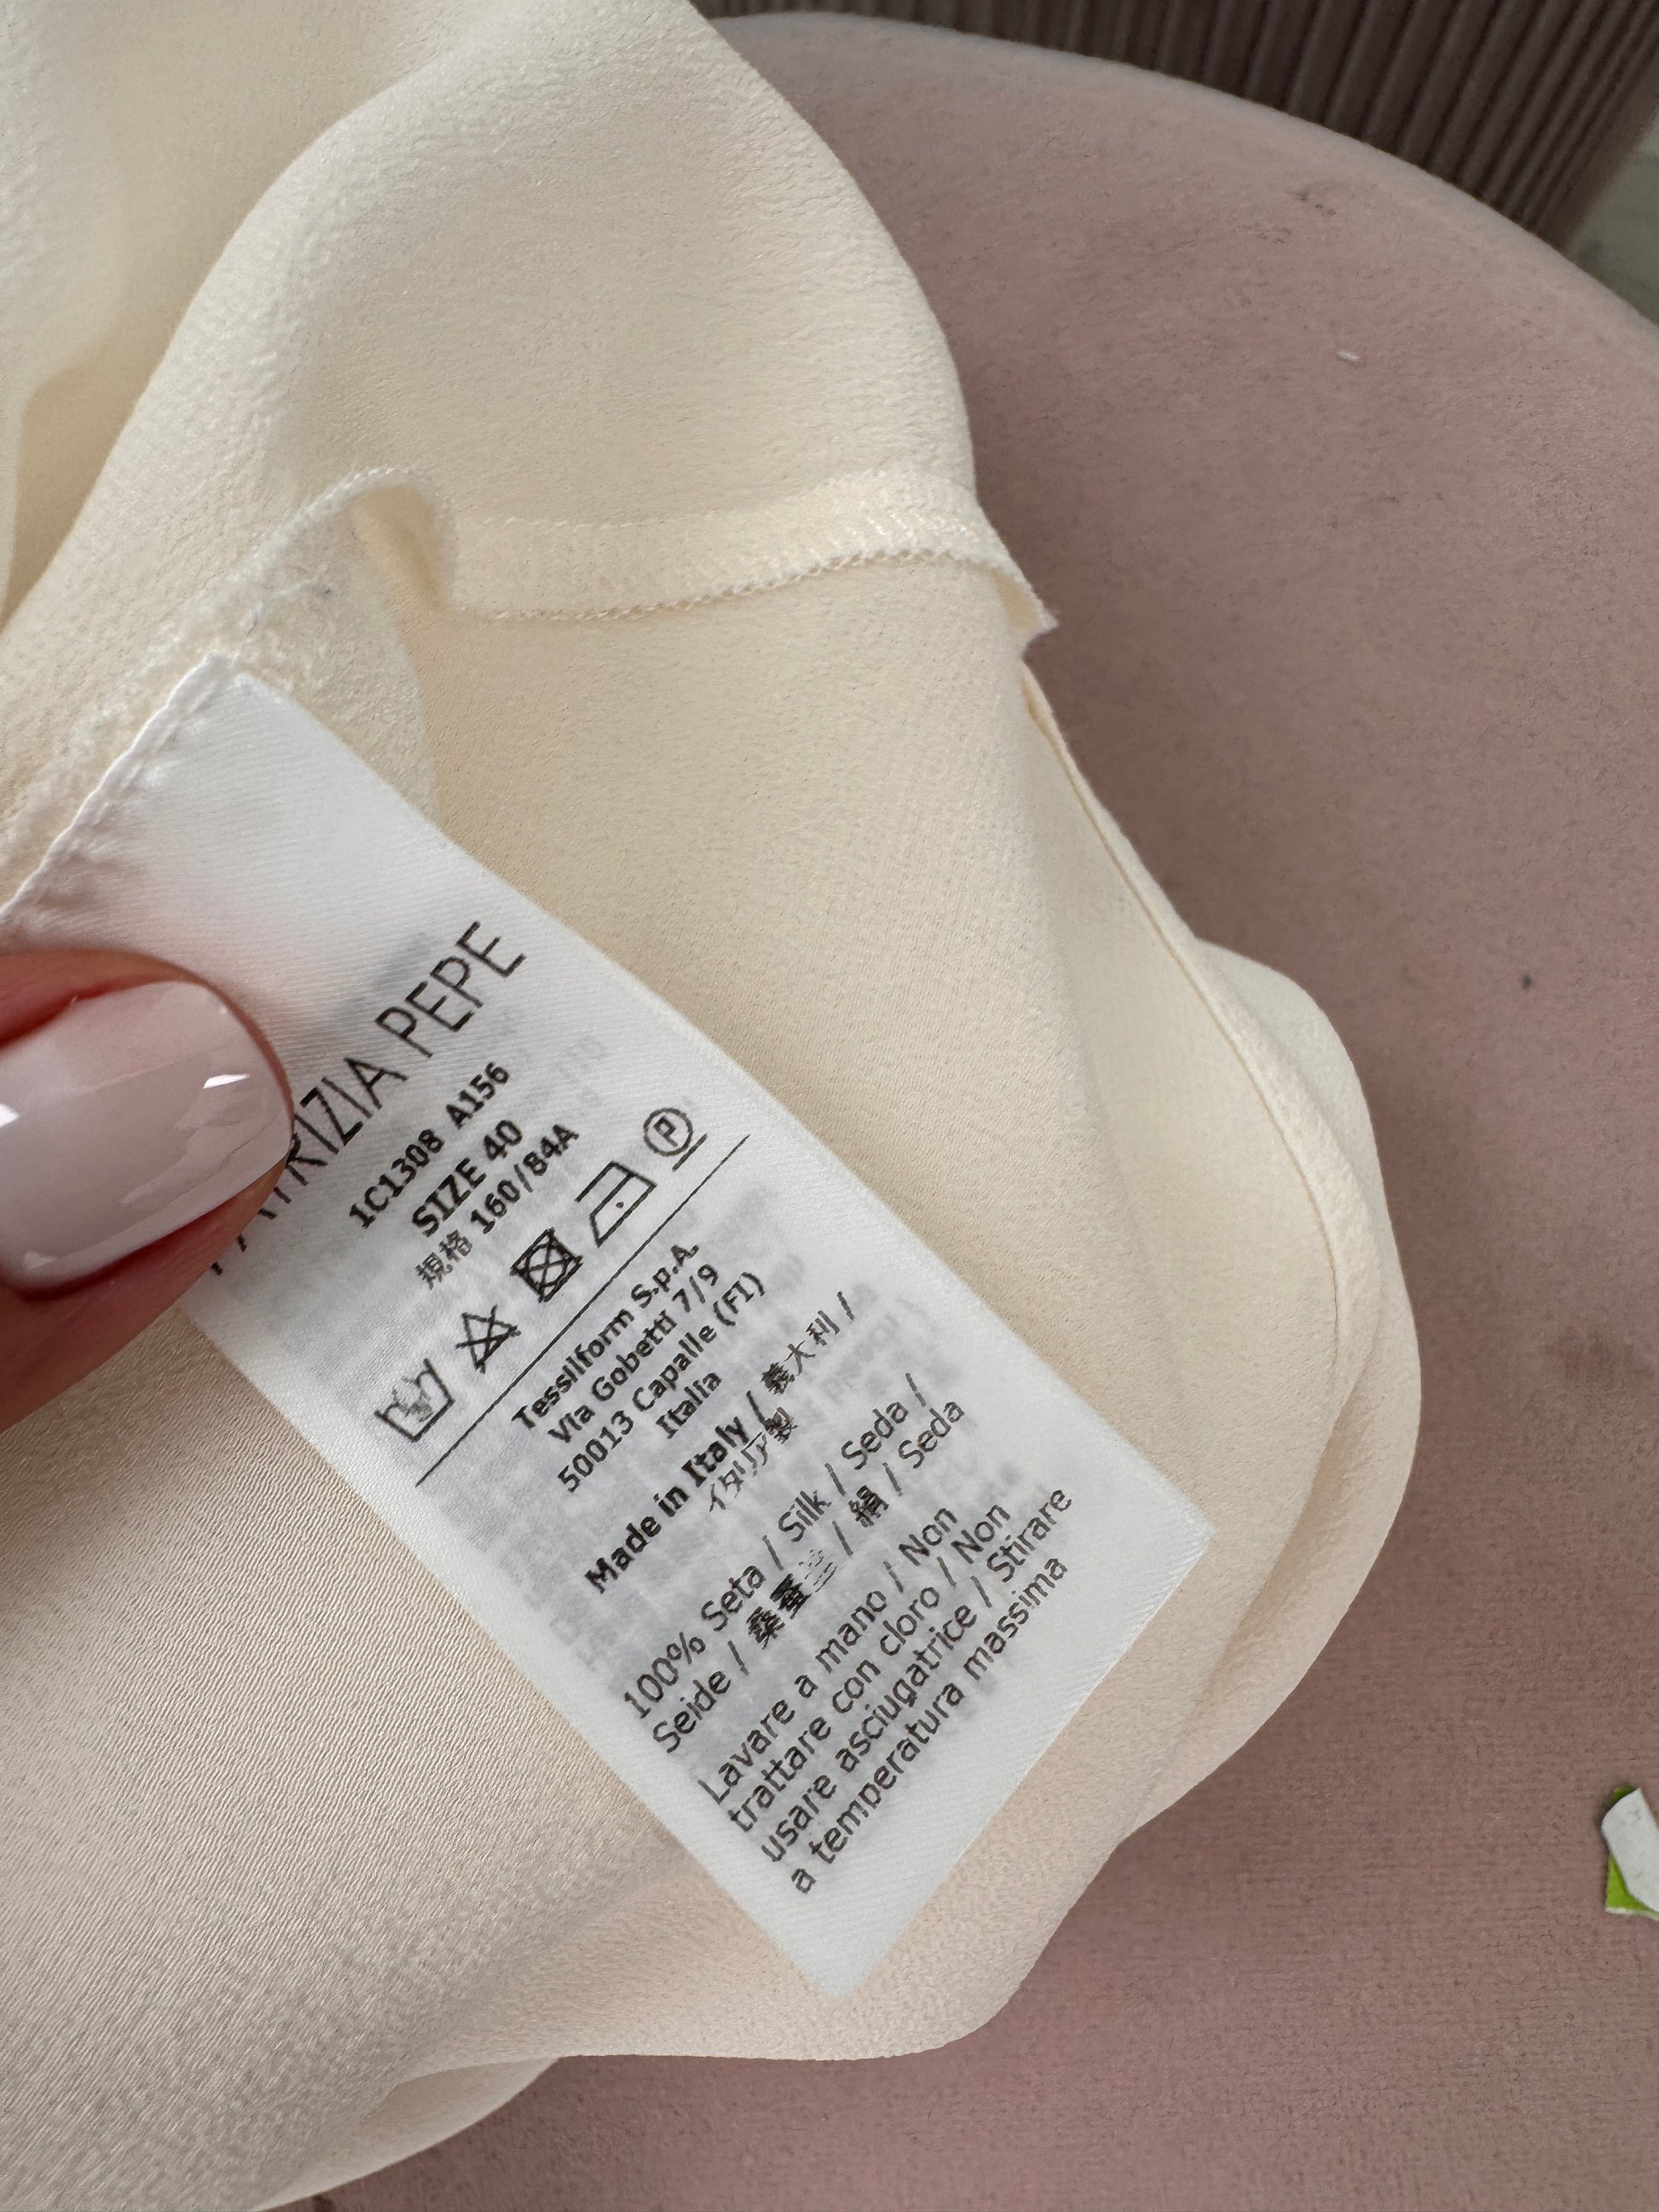 PATRIZIA PEPE
1C1308 A156
SIZE 40
規格 160/84A
P
Tessilform S.p.A.
Via Gobetti 7/9
50013 Capalle (FI)
Italia
Made in Italy / 義大利 /
イタリア製
100% Seta / Silk / Seda /
Seide / 桑蚕丝 / 絹 / Seda
Lavare a mano / Non
trattare con cloro / Non
usare asciugatrice / Stirare
a temperatura massima